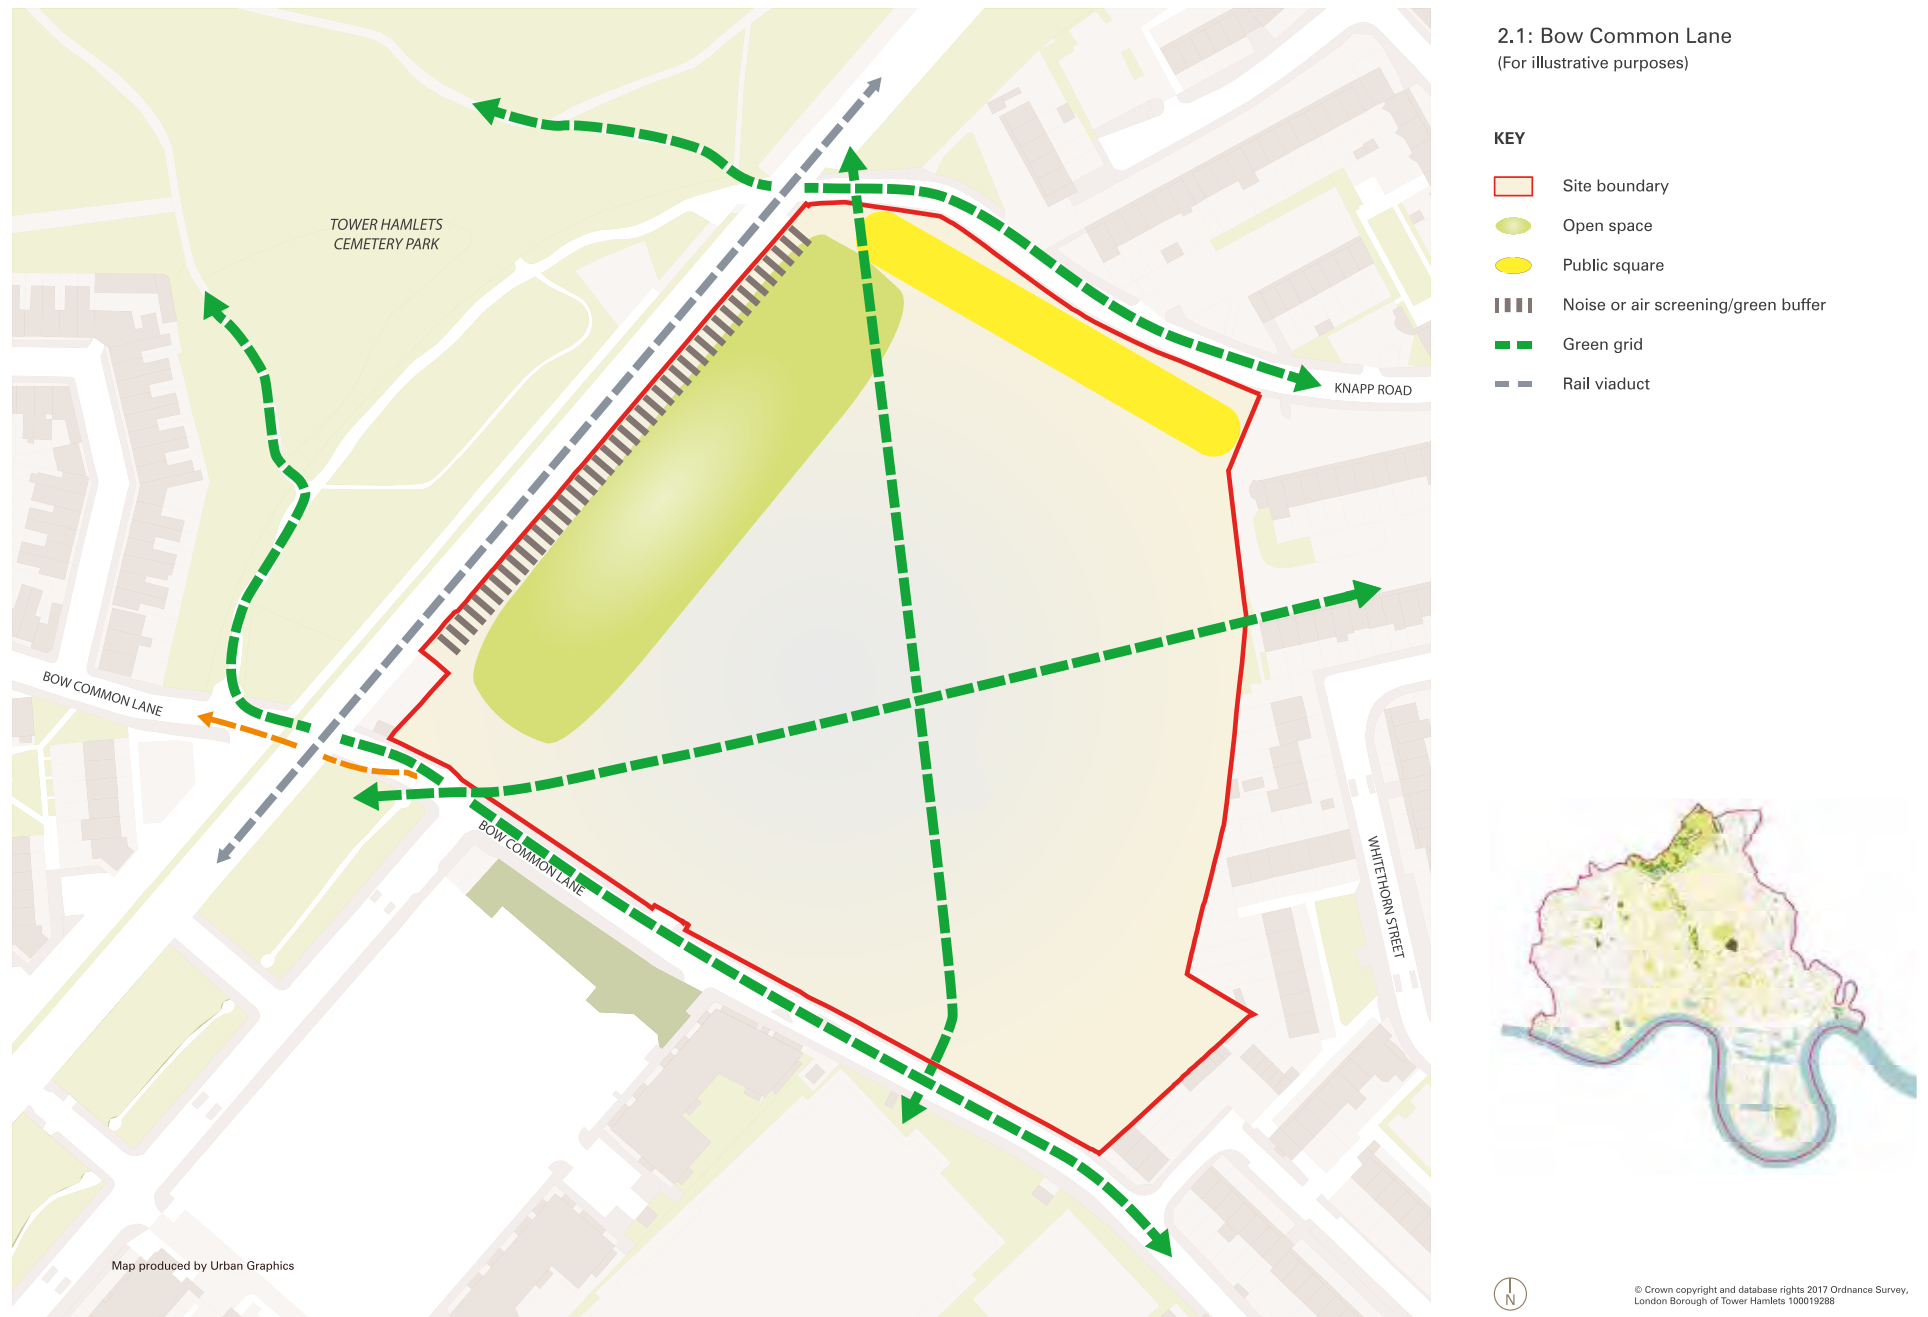 2.1: Bow Common Lane
(For illustrative purposes)
KEY
Site boundary
Open space
Public square
Noise or air screening/green buffer
Green grid
Rail viaduct
TOWER HAMLETS
CEMETERY PARK
KNAPP ROAD
BOW COMMON LANE
BOW COMMON LANE
WHITETHORN STREET
Map produced by Urban Graphics
N
© Crown copyright and database rights 2017 Ordnance Survey,
London Borough of Tower Hamlets 100019288